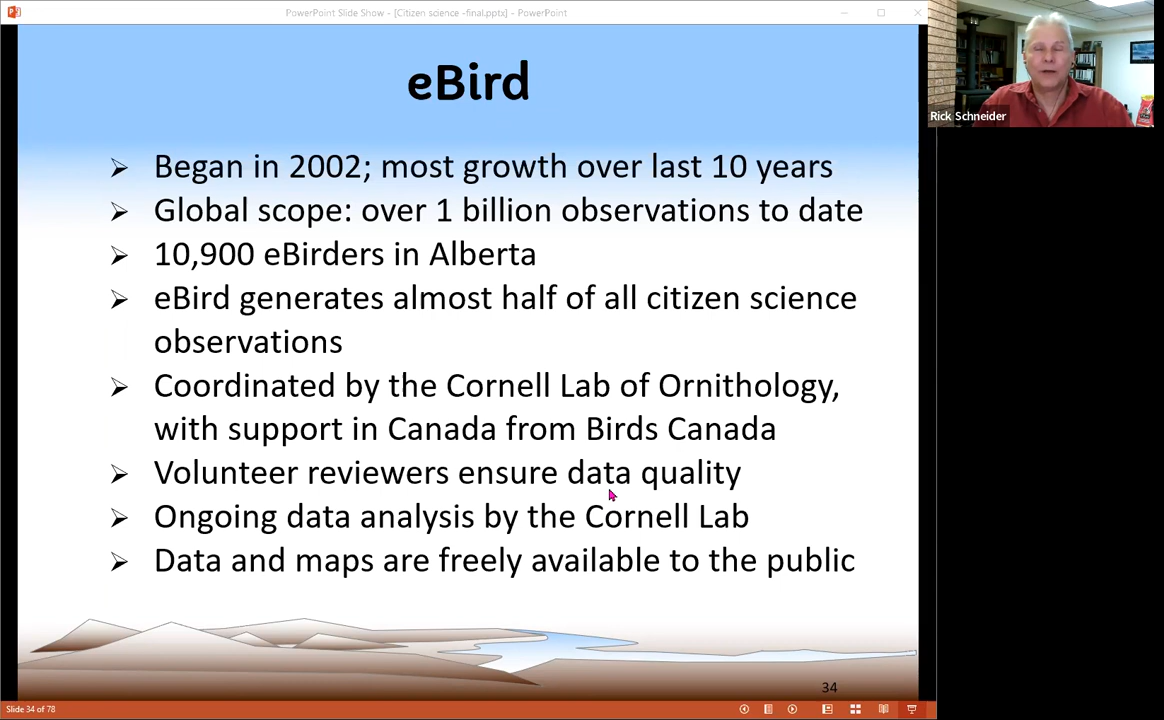 PowerPoint Slide Show - [Citizen science -final.pptx] - PowerPoint
eBird
Began in 2002; most growth over last 10 years
Global scope: over 1 billion observations to date
10,900 eBirders in Alberta
eBird generates almost half of all citizen science
observations
Coordinated by the Cornell Lab of Ornithology,
with support in Canada from Birds Canada
Volunteer reviewers ensure data quality
Ongoing data analysis by the Cornell Lab
Data and maps are freely available to the public
34
Slide 34 of 78
Rick Schneider